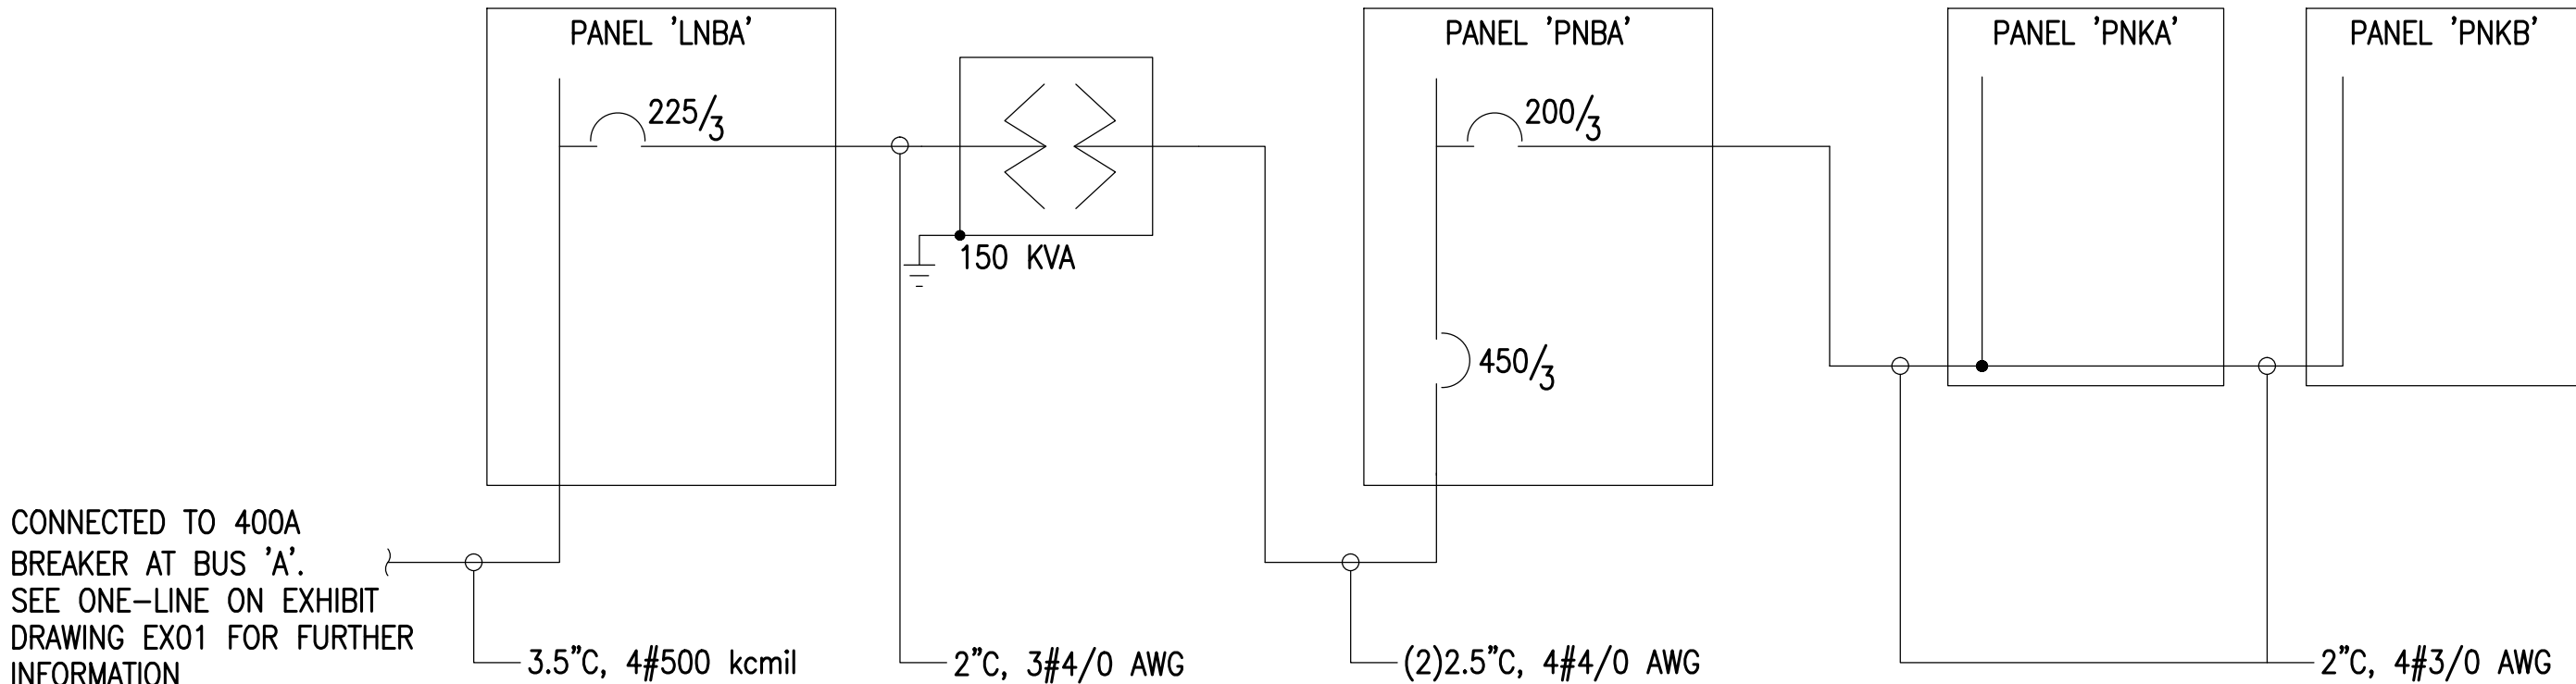 PANEL 'LNBA'
PANEL 'PNBA'
PANEL 'PNKA'
PANEL 'PNKB'
225/3
200/3
150 KVA
450/3
CONNECTED TO 400A
BREAKER AT BUS 'A'.
SEE ONE-LINE ON EXHIBIT
DRAWING EX01 FOR FURTHER
INFORMATION
3.5"C, 4#500 kcmil
2"C, 3#4/0 AWG
(2)2.5"C, 4#4/0 AWG
2"C, 4#3/0 AWG